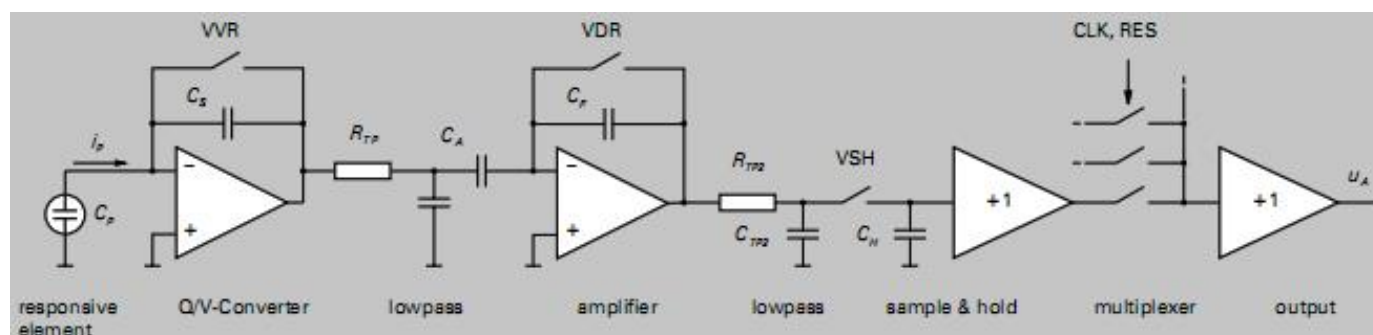 VVR
VDR
CLK, RES
C_S
C_F
i_P
R_TP
C_A
R_TP2
VSH
u_A
−
−
+1
+1
C_P
+
+
C_TP2
C_H
responsive element
Q/V-Converter
lowpass
amplifier
lowpass
sample & hold
multiplexer
output